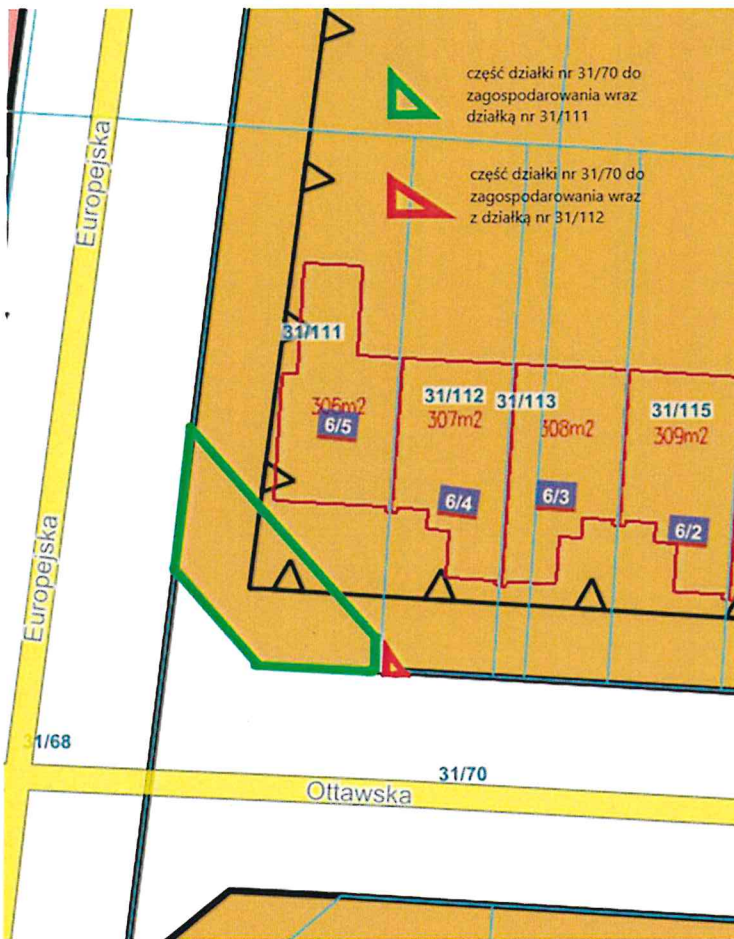 część działki nr 31/70 do
zagospodarowania wraz
działką nr 31/111
część działki nr 31/70 do
zagospodarowania wraz
z działką nr 31/112
Europejska
31/111
31/112
31/113
31/115
306m2
307m2
308m2
309m2
6/5
6/4
6/3
6/2
Europejska
31/68
31/70
Ottawska